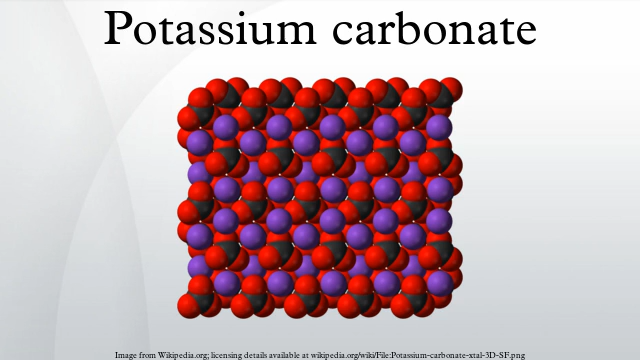 Potassium carbonate
Image from Wikipedia.org; licensing details available at wikipedia.org/wiki/File:Potassium-carbonate-xtal-3D-SF.png